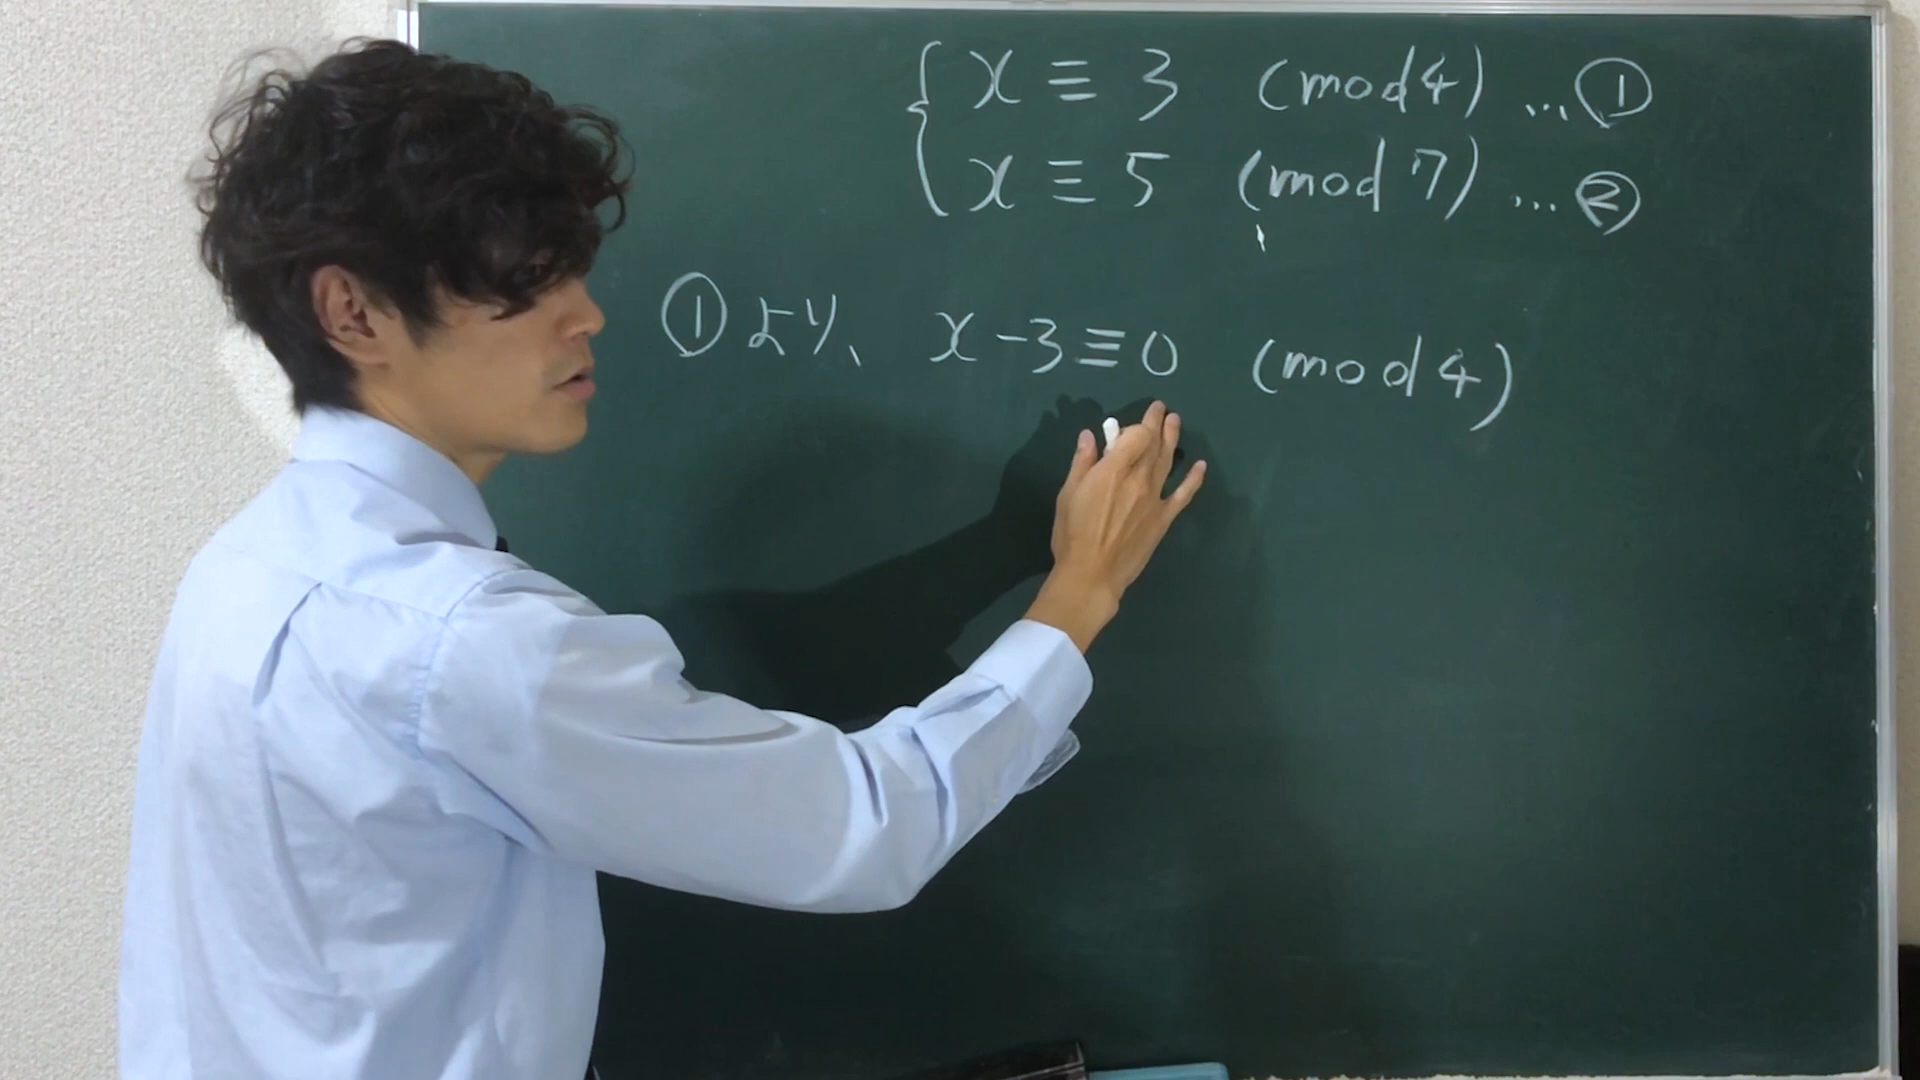 x ≡ 3 (mod 4) … ①
x ≡ 5 (mod 7) … ②
①より、 x - 3 ≡ 0 (mod 4)